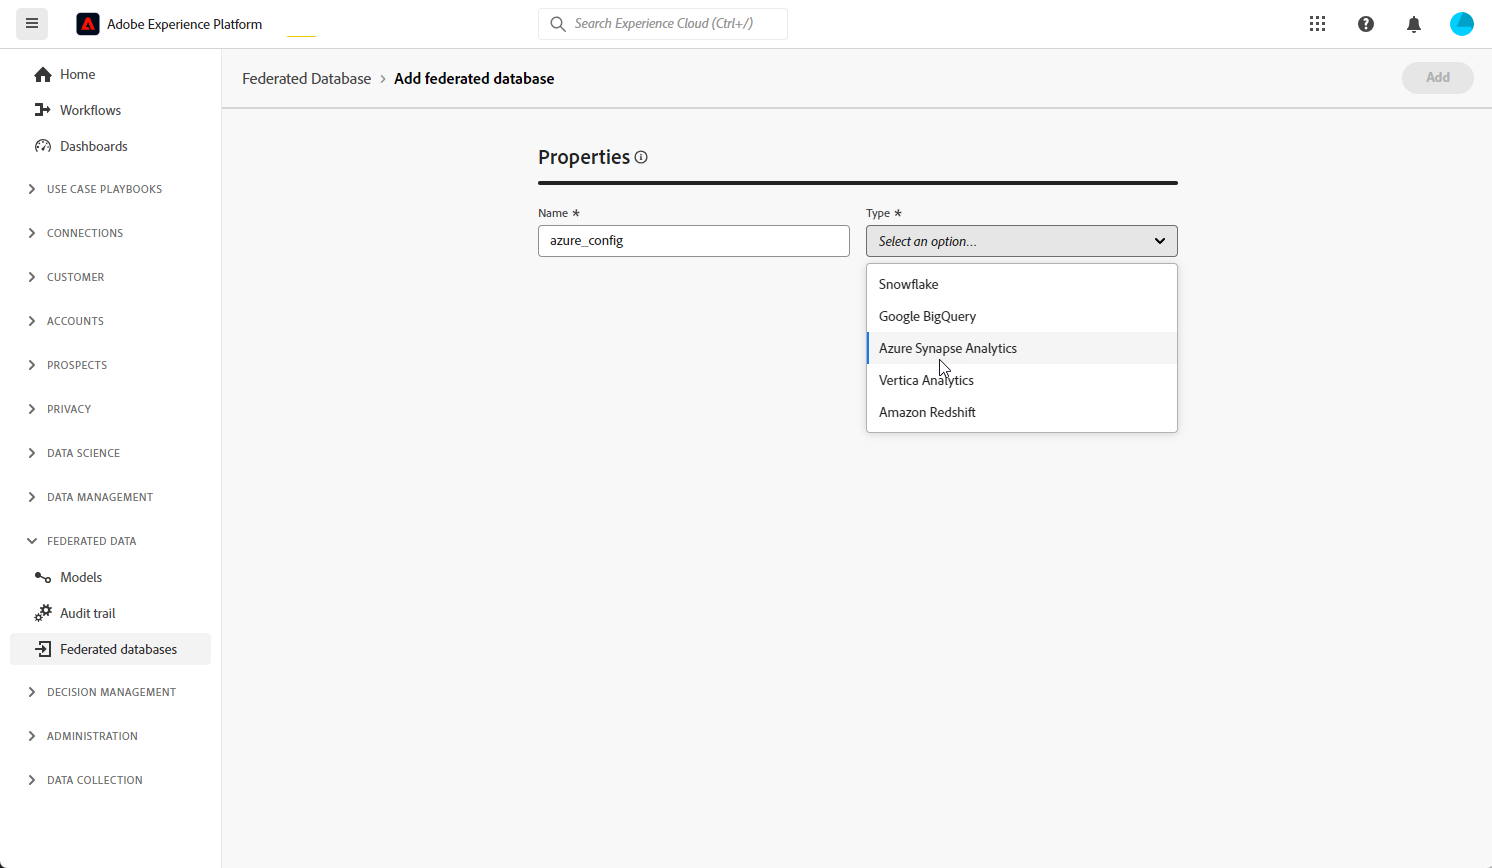 Adobe Experience Platform
Search Experience Cloud (Ctrl+/)
Home
Workflows
Dashboards
USE CASE PLAYBOOKS
CONNECTIONS
CUSTOMER
ACCOUNTS
PROSPECTS
PRIVACY
DATA SCIENCE
DATA MANAGEMENT
FEDERATED DATA
Models
Audit trail
Federated databases
DECISION MANAGEMENT
ADMINISTRATION
DATA COLLECTION
Federated Database > Add federated database
Add
Properties
Name *
azure_config
Type *
Select an option...
Snowflake
Google BigQuery
Azure Synapse Analytics
Vertica Analytics
Amazon Redshift